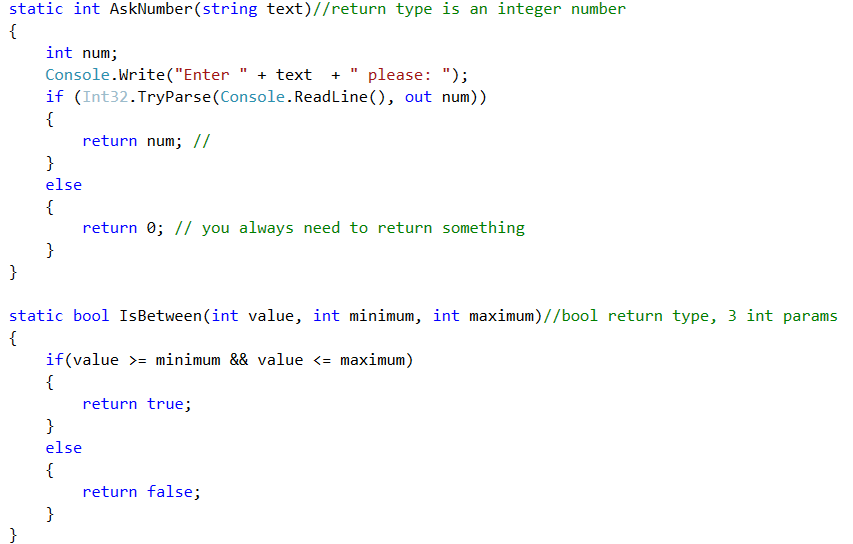 static int AskNumber(string text)//return type is an integer number
{
    int num;
    Console.Write("Enter " + text  + " please: ");
    if (Int32.TryParse(Console.ReadLine(), out num))
    {
        return num; //
    }
    else
    {
        return 0; // you always need to return something
    }
}

static bool IsBetween(int value, int minimum, int maximum)//bool return type, 3 int params
{
    if(value >= minimum && value <= maximum)
    {
        return true;
    }
    else
    {
        return false;
    }
}